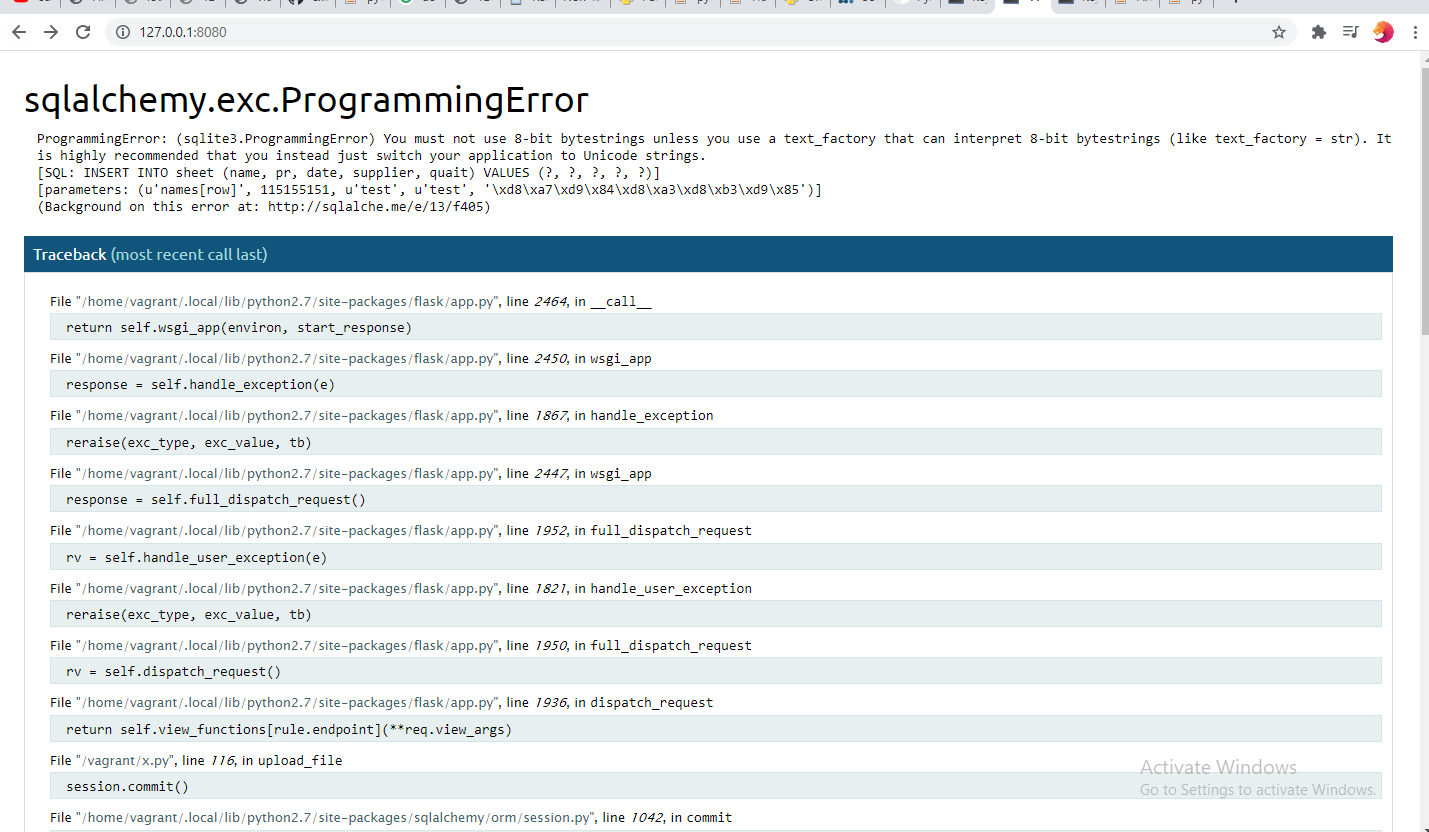 127.0.0.1:8080
sqlalchemy.exc.ProgrammingError
ProgrammingError: (sqlite3.ProgrammingError) You must not use 8-bit bytestrings unless you use a text_factory that can interpret 8-bit bytestrings (like text_factory = str). It
is highly recommended that you instead just switch your application to Unicode strings.
[SQL: INSERT INTO sheet (name, pr, date, supplier, quait) VALUES (?, ?, ?, ?, ?)]
[parameters: (u'names[row]', 115155151, u'test', u'test', '\xd8\xa7\xd9\x84\xd8\xa3\xd8\xb3\xd9\x85')]
(Background on this error at: http://sqlalche.me/e/13/f405)
Traceback (most recent call last)
File "/home/vagrant/.local/lib/python2.7/site-packages/flask/app.py", line 2464, in __call__
return self.wsgi_app(environ, start_response)
File "/home/vagrant/.local/lib/python2.7/site-packages/flask/app.py", line 2450, in wsgi_app
response = self.handle_exception(e)
File "/home/vagrant/.local/lib/python2.7/site-packages/flask/app.py", line 1867, in handle_exception
reraise(exc_type, exc_value, tb)
File "/home/vagrant/.local/lib/python2.7/site-packages/flask/app.py", line 2447, in wsgi_app
response = self.full_dispatch_request()
File "/home/vagrant/.local/lib/python2.7/site-packages/flask/app.py", line 1952, in full_dispatch_request
rv = self.handle_user_exception(e)
File "/home/vagrant/.local/lib/python2.7/site-packages/flask/app.py", line 1821, in handle_user_exception
reraise(exc_type, exc_value, tb)
File "/home/vagrant/.local/lib/python2.7/site-packages/flask/app.py", line 1950, in full_dispatch_request
rv = self.dispatch_request()
File "/home/vagrant/.local/lib/python2.7/site-packages/flask/app.py", line 1936, in dispatch_request
return self.view_functions[rule.endpoint](**req.view_args)
File "/vagrant/x.py", line 116, in upload_file
session.commit()
File "/home/vagrant/.local/lib/python2.7/site-packages/sqlalchemy/orm/session.py", line 1042, in commit
Activate Windows
Go to Settings to activate Windows.